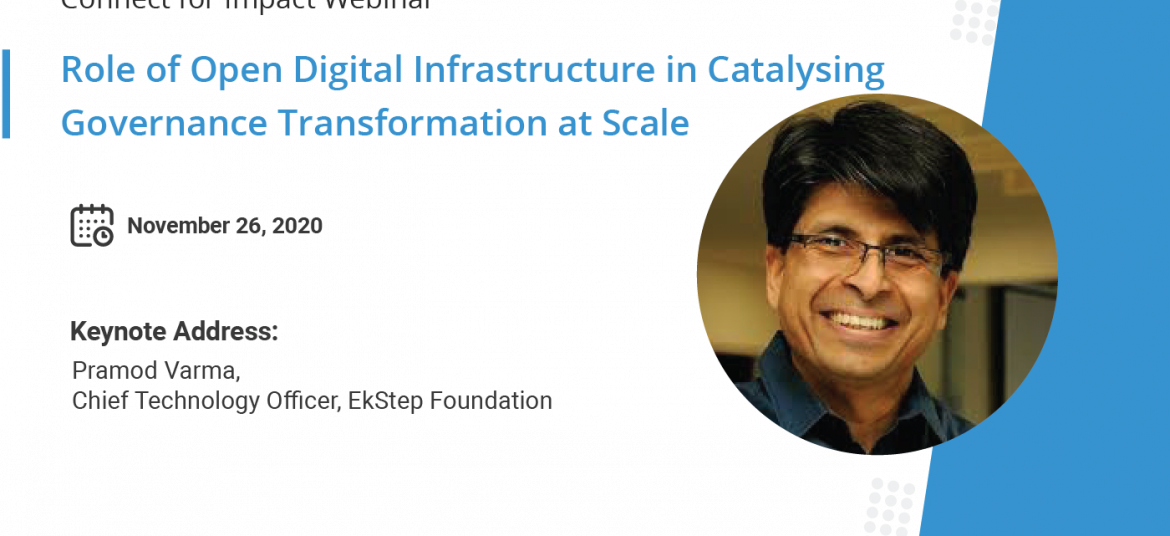 Connect for Impact Webinar
Role of Open Digital Infrastructure in Catalysing
Governance Transformation at Scale
November 26, 2020
Keynote Address:
Pramod Varma,
Chief Technology Officer, EkStep Foundation